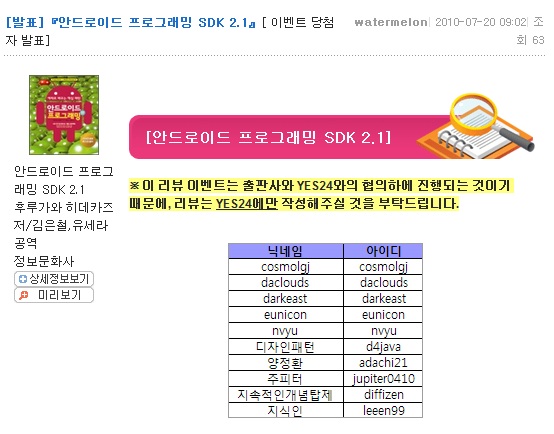 [발표] 『안드로이드 프로그래밍 SDK 2.1』 [ 이벤트 당첨
자 발표]
watermelon| 2010-07-20 09:02| 조
회 63
안드로이드
프로그래밍
안드로이드 프로그
래밍 SDK 2.1
후루가와 히데카즈
저/김은철,유세라
공역
정보문화사
상세정보보기
미리보기
[안드로이드 프로그래밍 SDK 2.1]
※ 이 리뷰 이벤트는 출판사와 YES24와의 협의하에 진행되는 것이기
때문에, 리뷰는 YES24에만 작성해주실 것을 부탁드립니다.
닉네임 아이디
cosmolgj cosmolgj
daclouds daclouds
darkeast darkeast
eunicon eunicon
nvyu nvyu
디자인패턴 d4java
양정환 adachi21
주피터 jupiter0410
지속적인개념탑제 diffizen
지식인 leeen99